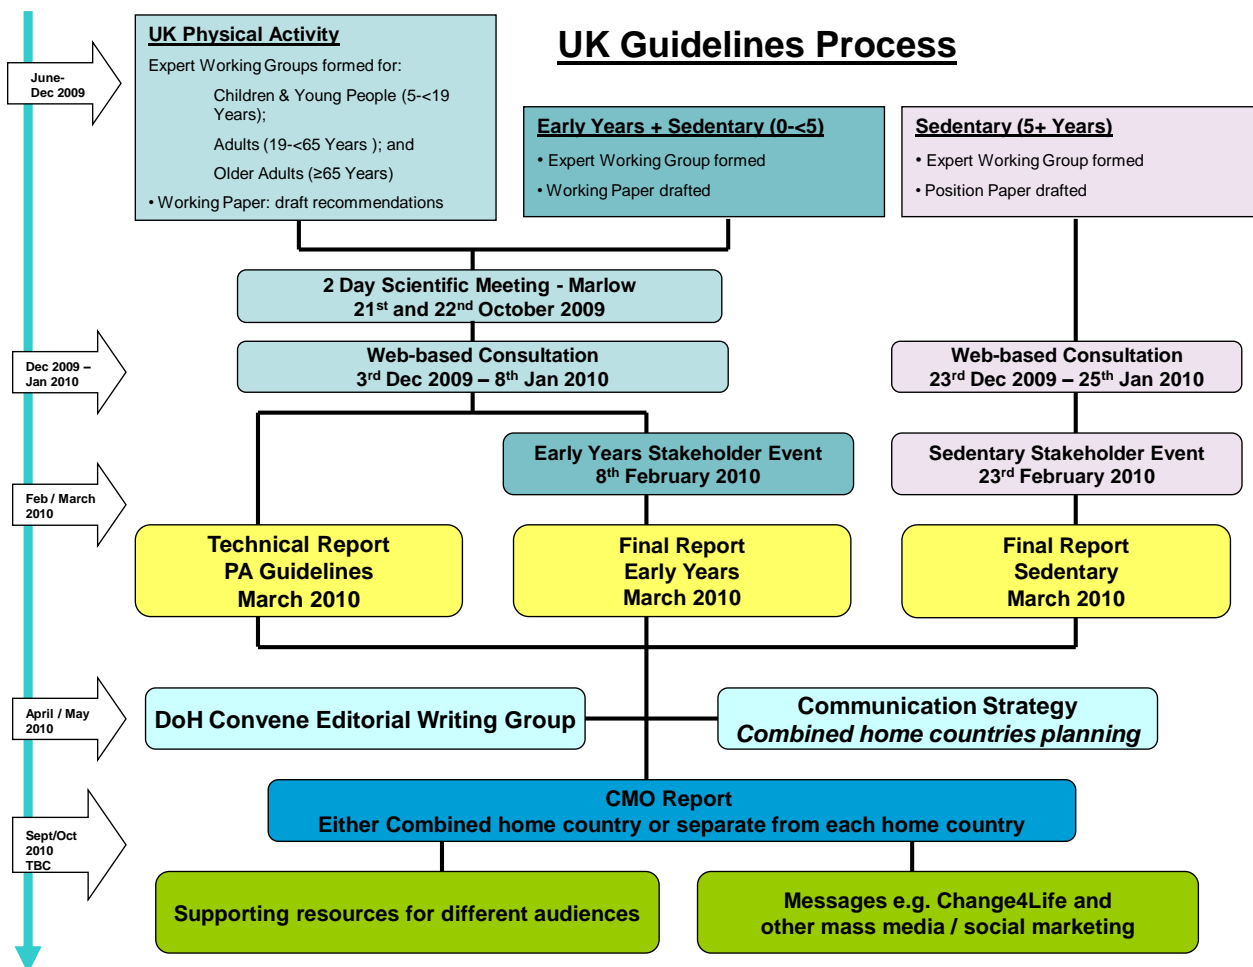 UK Guidelines Process
June-
Dec 2009
UK Physical Activity
Expert Working Groups formed for:
Children & Young People (5-<19
Years);
Adults (19-<65 Years ); and
Older Adults (≥65 Years)
• Working Paper: draft recommendations
Early Years + Sedentary (0-<5)
• Expert Working Group formed
• Working Paper drafted
Sedentary (5+ Years)
• Expert Working Group formed
• Position Paper drafted
2 Day Scientific Meeting - Marlow
21st and 22nd October 2009
Dec 2009 –
Jan 2010
Web-based Consultation
3rd Dec 2009 – 8th Jan 2010
Web-based Consultation
23rd Dec 2009 – 25th Jan 2010
Feb / March
2010
Early Years Stakeholder Event
8th February 2010
Sedentary Stakeholder Event
23rd February 2010
Technical Report
PA Guidelines
March 2010
Final Report
Early Years
March 2010
Final Report
Sedentary
March 2010
April / May
2010
DoH Convene Editorial Writing Group
Communication Strategy
Combined home countries planning
Sept/Oct
2010
TBC
CMO Report
Either Combined home country or separate from each home country
Supporting resources for different audiences
Messages e.g. Change4Life and
other mass media / social marketing